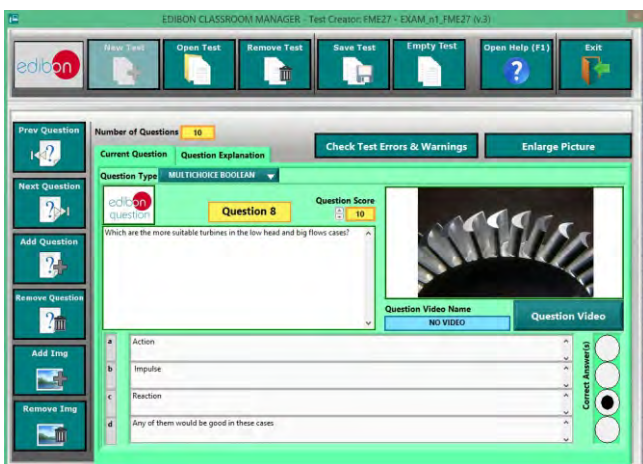 EDIBON CLASSROOM MANAGER - Test Creator: FME27 - EXAM_n1_FME27 (v.3)
edibon
New Test
Open Test
Remove Test
Save Test
Empty Test
Open Help (F1)
Exit
Prev Question
Next Question
Add Question
Remove Question
Add Img
Remove Img
Number of Questions 10
Check Test Errors & Warnings
Enlarge Picture
Current Question
Question Explanation
Question Type MULTICHOICE BOOLEAN
edibon
question
Question 8
Question Score
10
Which are the more suitable turbines in the low head and big flows cases?
Question Video Name
NO VIDEO
Question Video
a Action
b Impulse
c Reaction
d Any of them would be good in these cases
Correct Answer(s)